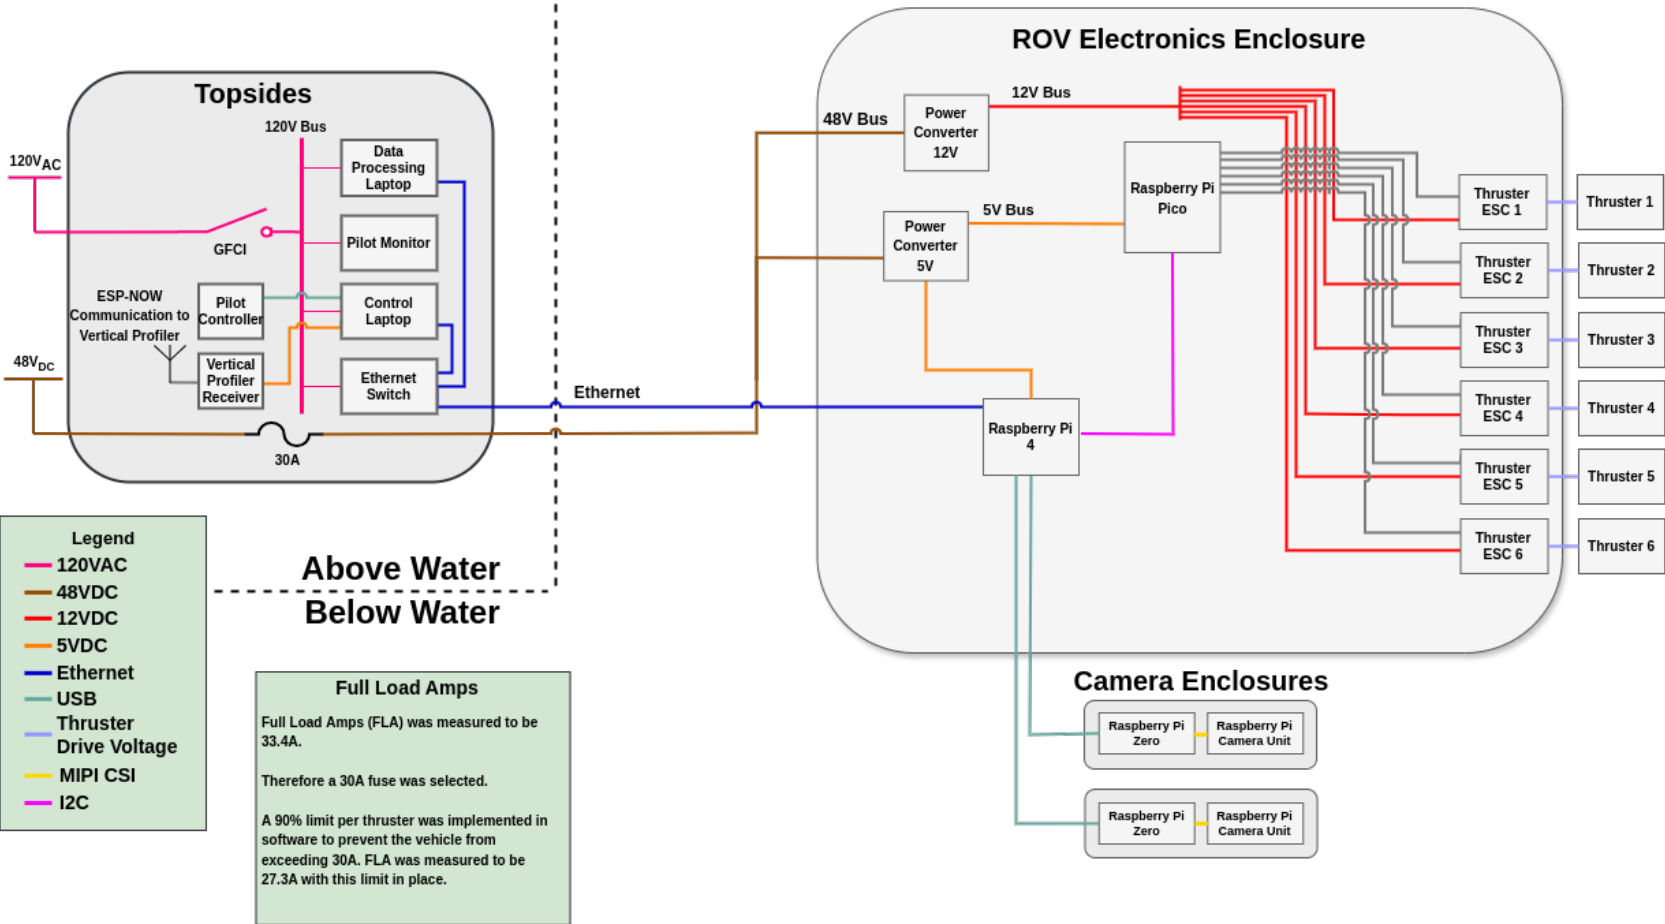 Topsides
120V Bus
120VAC
GFCI
Data
Processing
Laptop
Pilot Monitor
Pilot
Controller
Control
Laptop
ESP-NOW
Communication to
Vertical Profiler
Vertical
Profiler
Receiver
Ethernet
Switch
48VDC
30A
Ethernet
Above Water
Below Water
ROV Electronics Enclosure
48V Bus
Power
Converter
12V
12V Bus
Power
Converter
5V
5V Bus
Raspberry Pi
Pico
Raspberry Pi
4
Thruster
ESC 1
Thruster 1
Thruster
ESC 2
Thruster 2
Thruster
ESC 3
Thruster 3
Thruster
ESC 4
Thruster 4
Thruster
ESC 5
Thruster 5
Thruster
ESC 6
Thruster 6
Camera Enclosures
Raspberry Pi
Zero
Raspberry Pi
Camera Unit
Raspberry Pi
Zero
Raspberry Pi
Camera Unit
Legend
120VAC
48VDC
12VDC
5VDC
Ethernet
USB
Thruster
Drive Voltage
MIPI CSI
I2C
Full Load Amps
Full Load Amps (FLA) was measured to be
33.4A.
Therefore a 30A fuse was selected.
A 90% limit per thruster was implemented in
software to prevent the vehicle from
exceeding 30A. FLA was measured to be
27.3A with this limit in place.